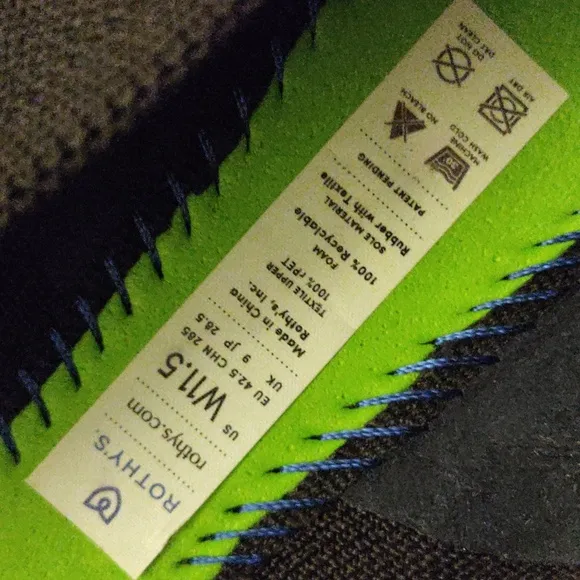 ROTHY'S
rothys.com
US W11.5
EU 42.5 CHN 285
UK 9 JP 28.5
Made in China
Rothy's, Inc.
TEXTILE UPPER
100% rPET
FOAM
100% Recyclable
SOLE MATERIAL
Rubber with Textile
PATENT PENDING
MACHINE
WASH COLD
20°
NO BLEACH
AIR DRY
DO NOT
DRY CLEAN